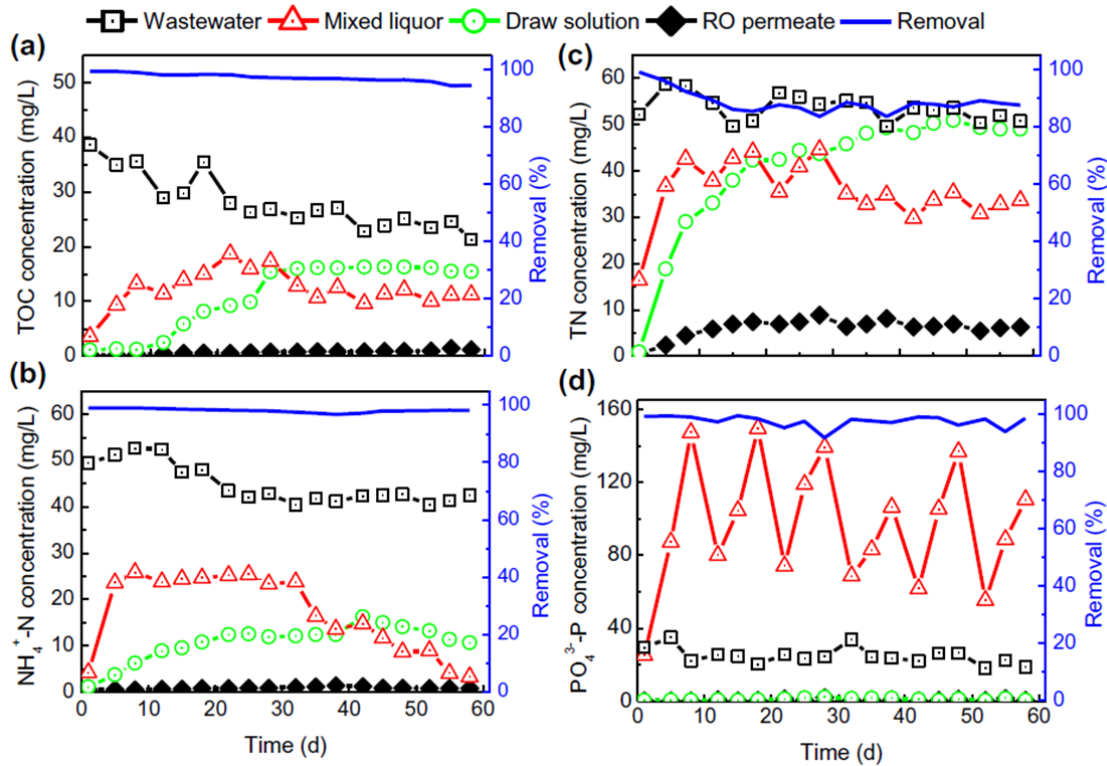 Wastewater Mixed liquor Draw solution RO permeate Removal
(a)
TOC concentration (mg/L)
50
40
30
20
10
0
100
80
60
40
20
0
Removal (%)
(c)
TN concentration (mg/L)
60
50
40
30
20
10
0
100
80
60
40
20
0
Removal (%)
(b)
NH₄⁺-N concentration (mg/L)
60
50
40
30
20
10
0
100
80
60
40
20
0
Removal (%)
0 10 20 30 40 50 60
Time (d)
(d)
PO₄³-P concentration (mg/L)
160
120
80
40
0
100
80
60
40
20
0
Removal (%)
0 10 20 30 40 50 60
Time (d)